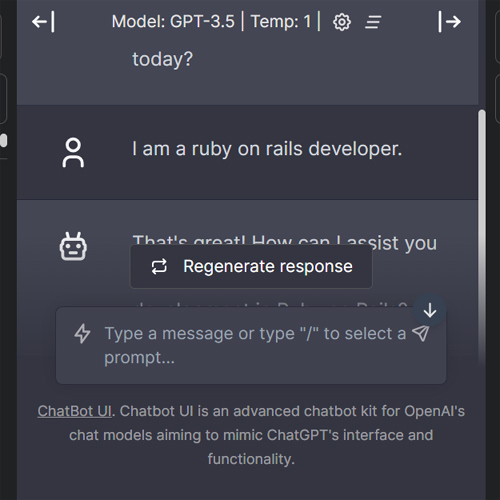 Model: GPT-3.5 | Temp: 1 |
today?
I am a ruby on rails developer.
That's great! How can I assist you
Regenerate response
Type a message or type "/" to select a
prompt...
ChatBot UI. Chatbot UI is an advanced chatbot kit for OpenAI's
chat models aiming to mimic ChatGPT's interface and
functionality.